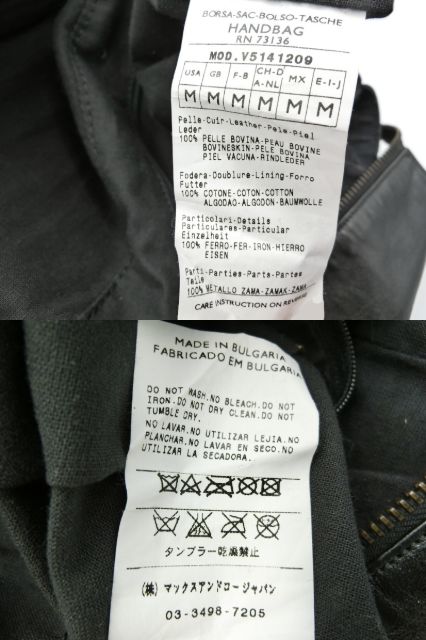 BORSA-SAC-BOLSO-TASCHE
HANDBAG
RN 73136
MOD.V5141209
USA GB F-B CH-D A-NL MX E-I-J
M M M M M M
Pelle-Cuir-Leather-Pele-Piel
Leder
100% PELLE BOVINA-PEAU BOVINE
BOVINESKIN-PELE BOVINA
PIEL VACUNA-RINDLEDER
Fodera-Doublure-Lining-Forro
Futter
100% COTONE-COTON-COTTON
ALGODAO-ALGODON-BAUMWOLLE
Particolari-Details
Particulares-Particular
Einzelheit
100% FERRO-FER-IRON-HIERRO
EISEN
Parti-Parties-Parts-Partes
Teile
100% METALLO ZAMA-ZAMAK-ZAMAK
CARE INSTRUCTION ON REVERSE
MADE IN BULGARIA
FABRICADO EM BULGARIA
DO NOT WASH.NO BLEACH.DO NOT
IRON.DO NOT DRY CLEAN.DO NOT
TUMBLE DRY.
NO LAVAR.NO UTILIZAR LEJIA.NO
PLANCHAR.NO LAVAR EN SECO.NO
UTILIZAR LA SECADORA.
タンブラー乾燥禁止
(株) マックスアンドコージャパン
03-3498-7205